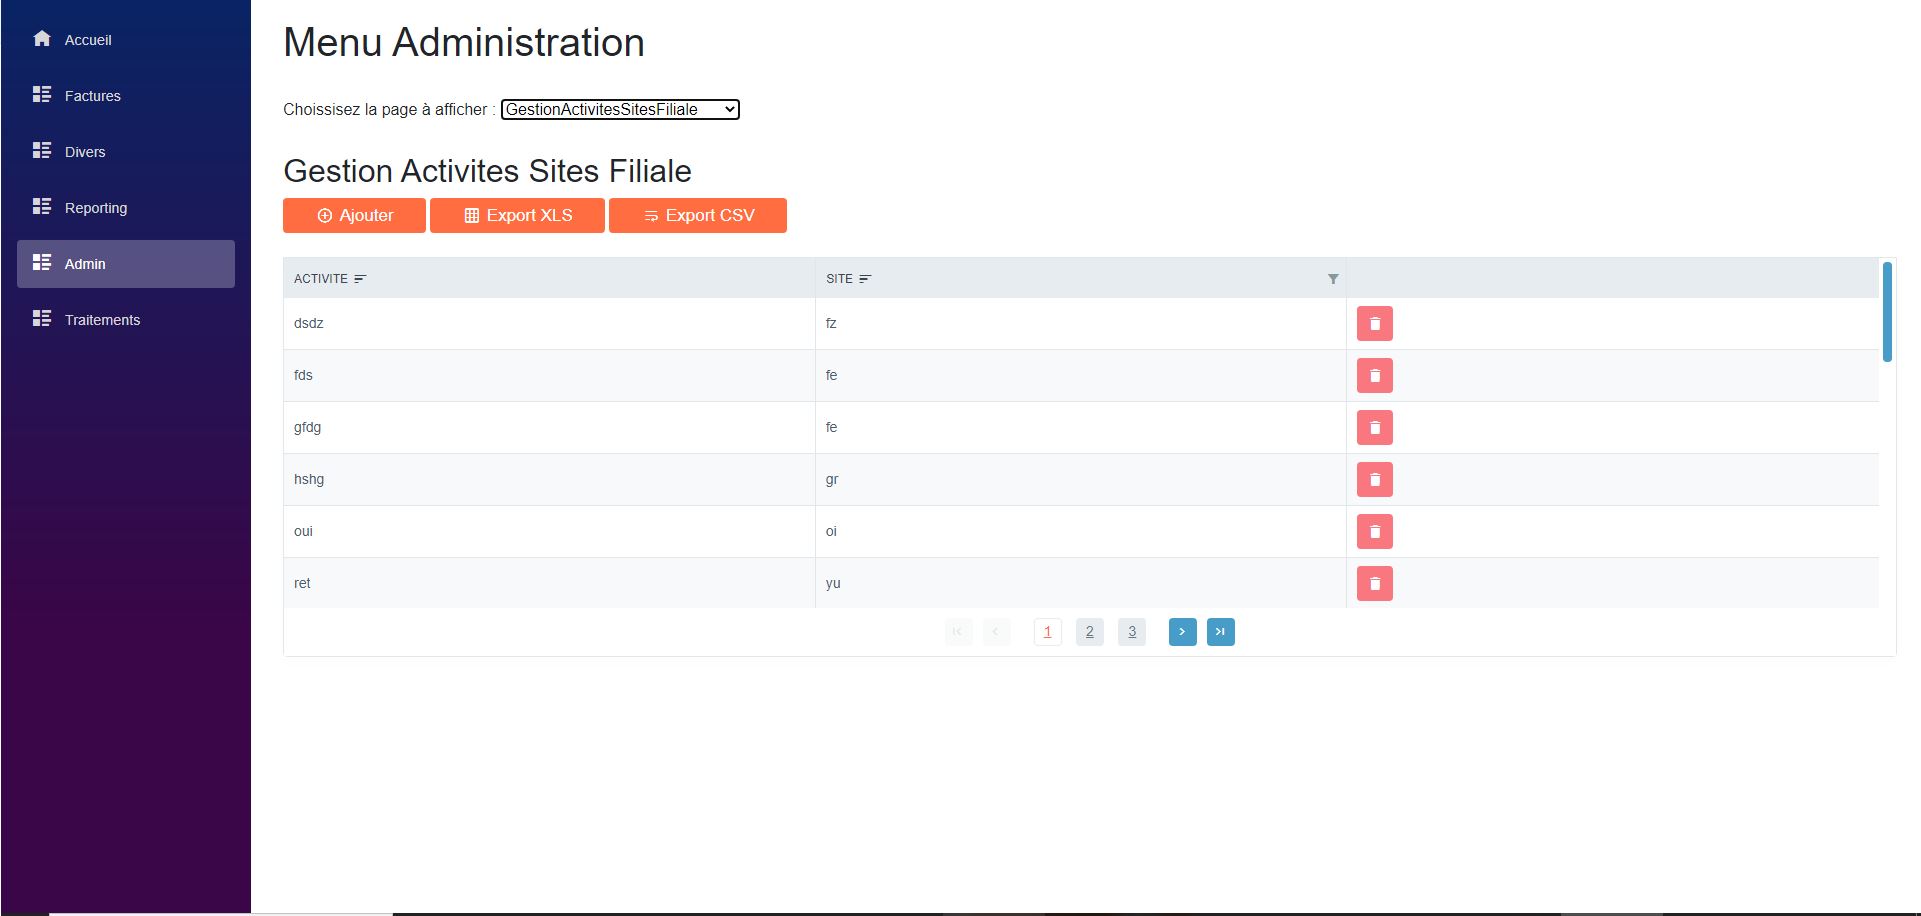 Accueil
Factures
Divers
Reporting
Admin
Traitements
Menu Administration
Choissisez la page à afficher : GestionActivitesSitesFiliale
Gestion Activites Sites Filiale
Ajouter Export XLS Export CSV
ACTIVITE SITE
dsdz fz
fds fe
gfdg fe
hshg gr
oui oi
ret yu
1 2 3